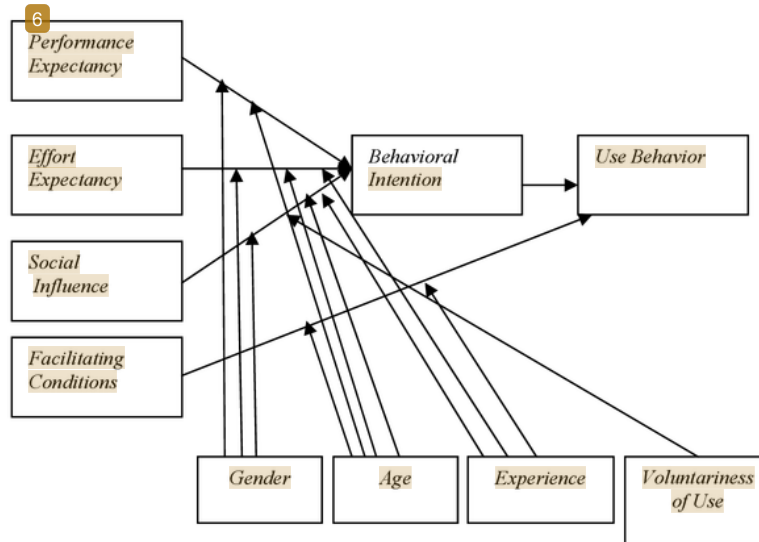 6
Performance
Expectancy
Effort
Expectancy
Behavioral
Intention
Use Behavior
Social
Influence
Facilitating
Conditions
Gender
Age
Experience
Voluntariness
of Use